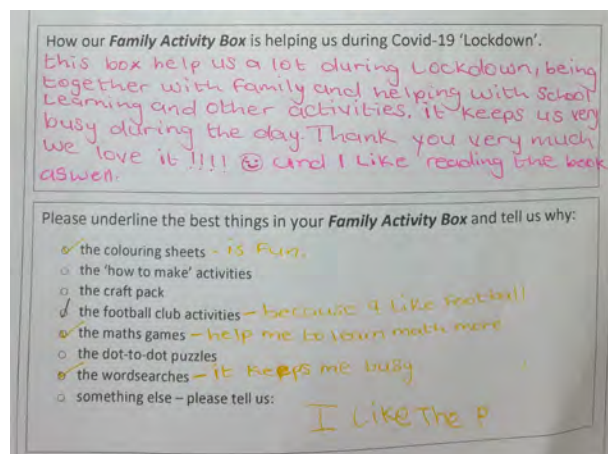 How our Family Activity Box is helping us during Covid-19 'Lockdown'.
this box help us a lot during Lockdown, being
together with family and helping with School
Learning and other activities. it keeps us very
busy during the day. Thank you very much
we love it !!!! ☺ and I Like reading the book
aswell.
Please underline the best things in your Family Activity Box and tell us why:
the colouring sheets - is Fun.
the 'how to make' activities
the craft pack
the football club activities - because I Like football
the maths games - help me to learn math more
the dot-to-dot puzzles
the wordsearches - it keeps me busy
something else – please tell us:
I Like The P